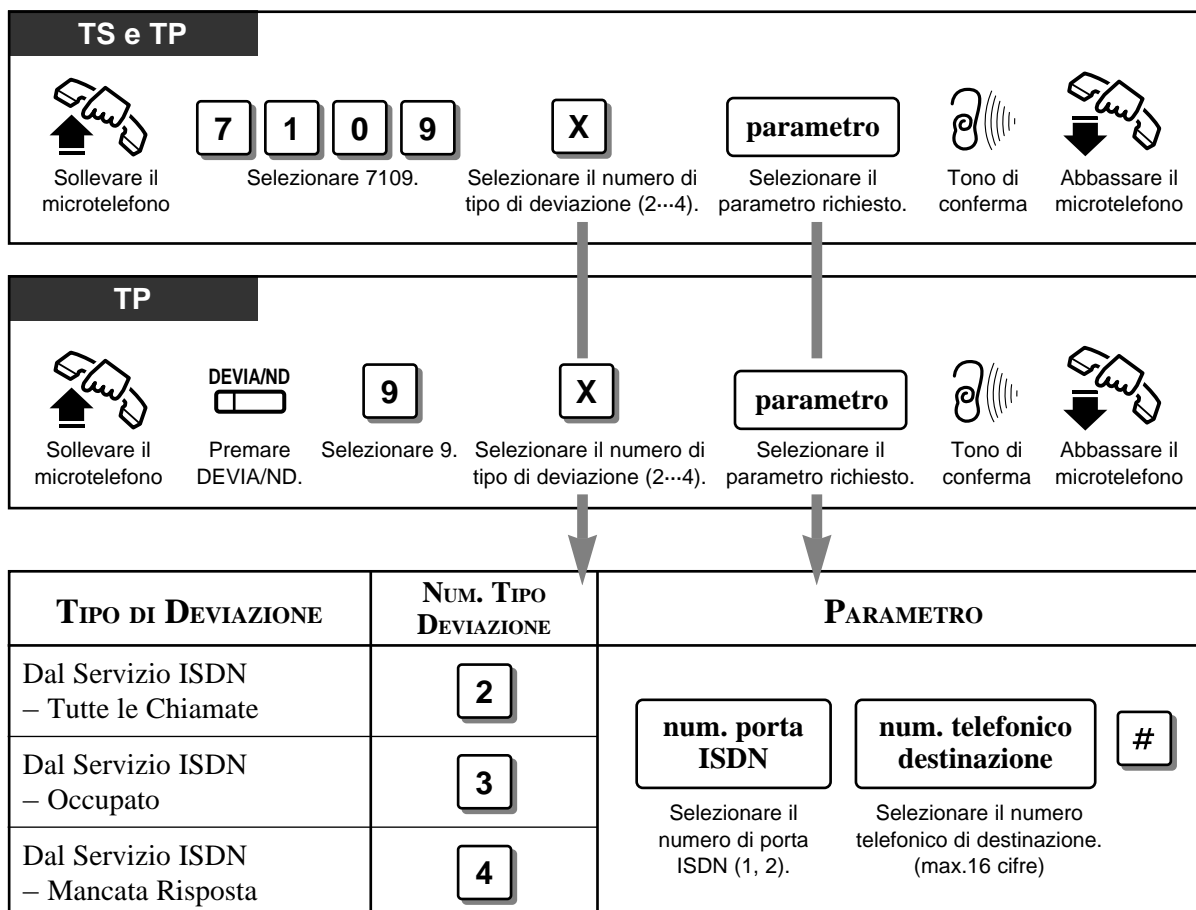 TS e TP
7 1 0 9 X parametro
Sollevare il
microtelefono
Selezionare 7109.
Selezionare il numero di
tipo di deviazione (2···4).
Selezionare il
parametro richiesto.
Tono di
conferma
Abbassare il
microtelefono
TP
DEVIA/ND
9 X parametro
Sollevare il
microtelefono
Premare
DEVIA/ND.
Selezionare 9.
Selezionare il numero di
tipo di deviazione (2···4).
Selezionare il
parametro richiesto.
Tono di
conferma
Abbassare il
microtelefono
TIPO DI DEVIAZIONE
NUM. TIPO
DEVIAZIONE
PARAMETRO
Dal Servizio ISDN
– Tutte le Chiamate
2
Dal Servizio ISDN
– Occupato
3
Dal Servizio ISDN
– Mancata Risposta
4
num. porta
ISDN
num. telefonico
destinazione
#
Selezionare il
numero di porta
ISDN (1, 2).
Selezionare il numero
telefonico di destinazione.
(max.16 cifre)